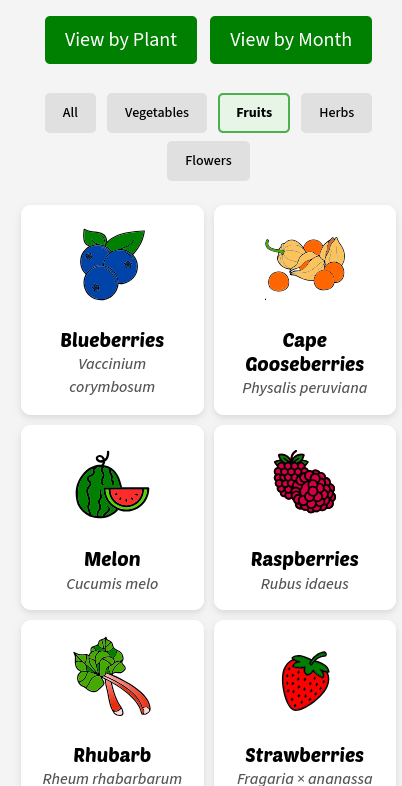 View by Plant
View by Month
All
Vegetables
Fruits
Herbs
Flowers
Blueberries
Vaccinium
corymbosum
Cape
Gooseberries
Physalis peruviana
Melon
Cucumis melo
Raspberries
Rubus idaeus
Rhubarb
Rheum rhabarbarum
Strawberries
Fragaria × ananassa